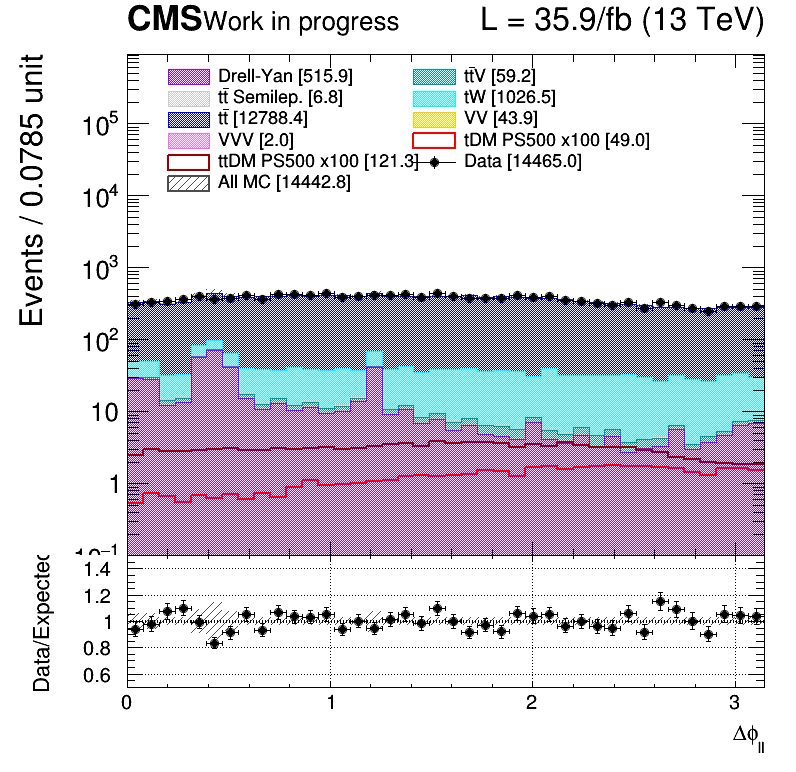 CMS Work in progress L = 35.9/fb (13 TeV)
Events / 0.0785 unit
Drell-Yan [515.9] tt̄V [59.2]
tt̄ Semilep. [6.8] tW [1026.5]
tt̄ [12788.4] VV [43.9]
VVV [2.0] tDM PS500 x100 [49.0]
ttDM PS500 x100 [121.3] Data [14465.0]
All MC [14442.8]
10⁵
10⁴
10³
10²
10
1
10⁻¹
Data/Expected
1.4
1.2
1
0.8
0.6
0 1 2 3
Δϕ_ll